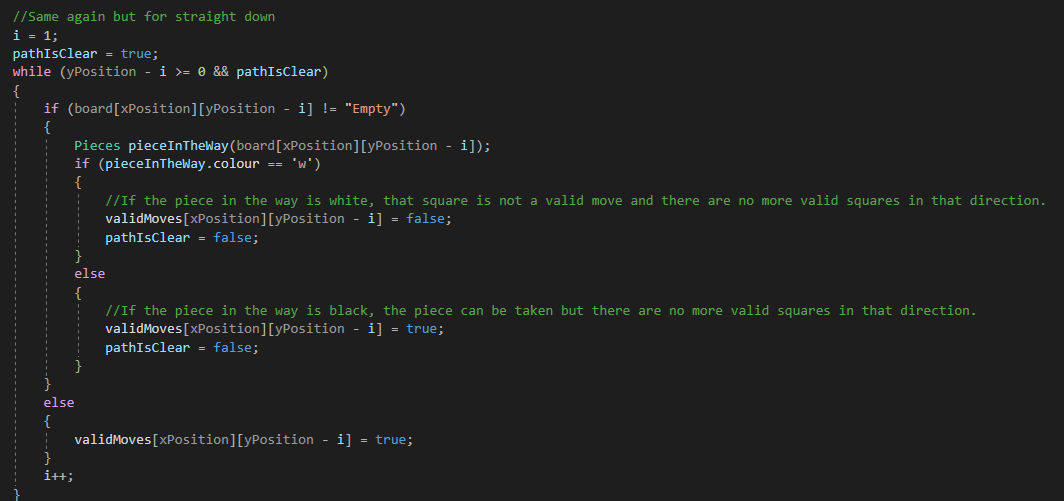 //Same again but for straight down
i = 1;
pathIsClear = true;
while (yPosition - i >= 0 && pathIsClear)
{
    if (board[xPosition][yPosition - i] != "Empty")
    {
        Pieces pieceInTheWay(board[xPosition][yPosition - i]);
        if (pieceInTheWay.colour == 'w')
        {
            //If the piece in the way is white, that square is not a valid move and there are no more valid squares in that direction.
            validMoves[xPosition][yPosition - i] = false;
            pathIsClear = false;
        }
        else
        {
            //If the piece in the way is black, the piece can be taken but there are no more valid squares in that direction.
            validMoves[xPosition][yPosition - i] = true;
            pathIsClear = false;
        }
    }
    else
    {
        validMoves[xPosition][yPosition - i] = true;
    }
    i++;
}